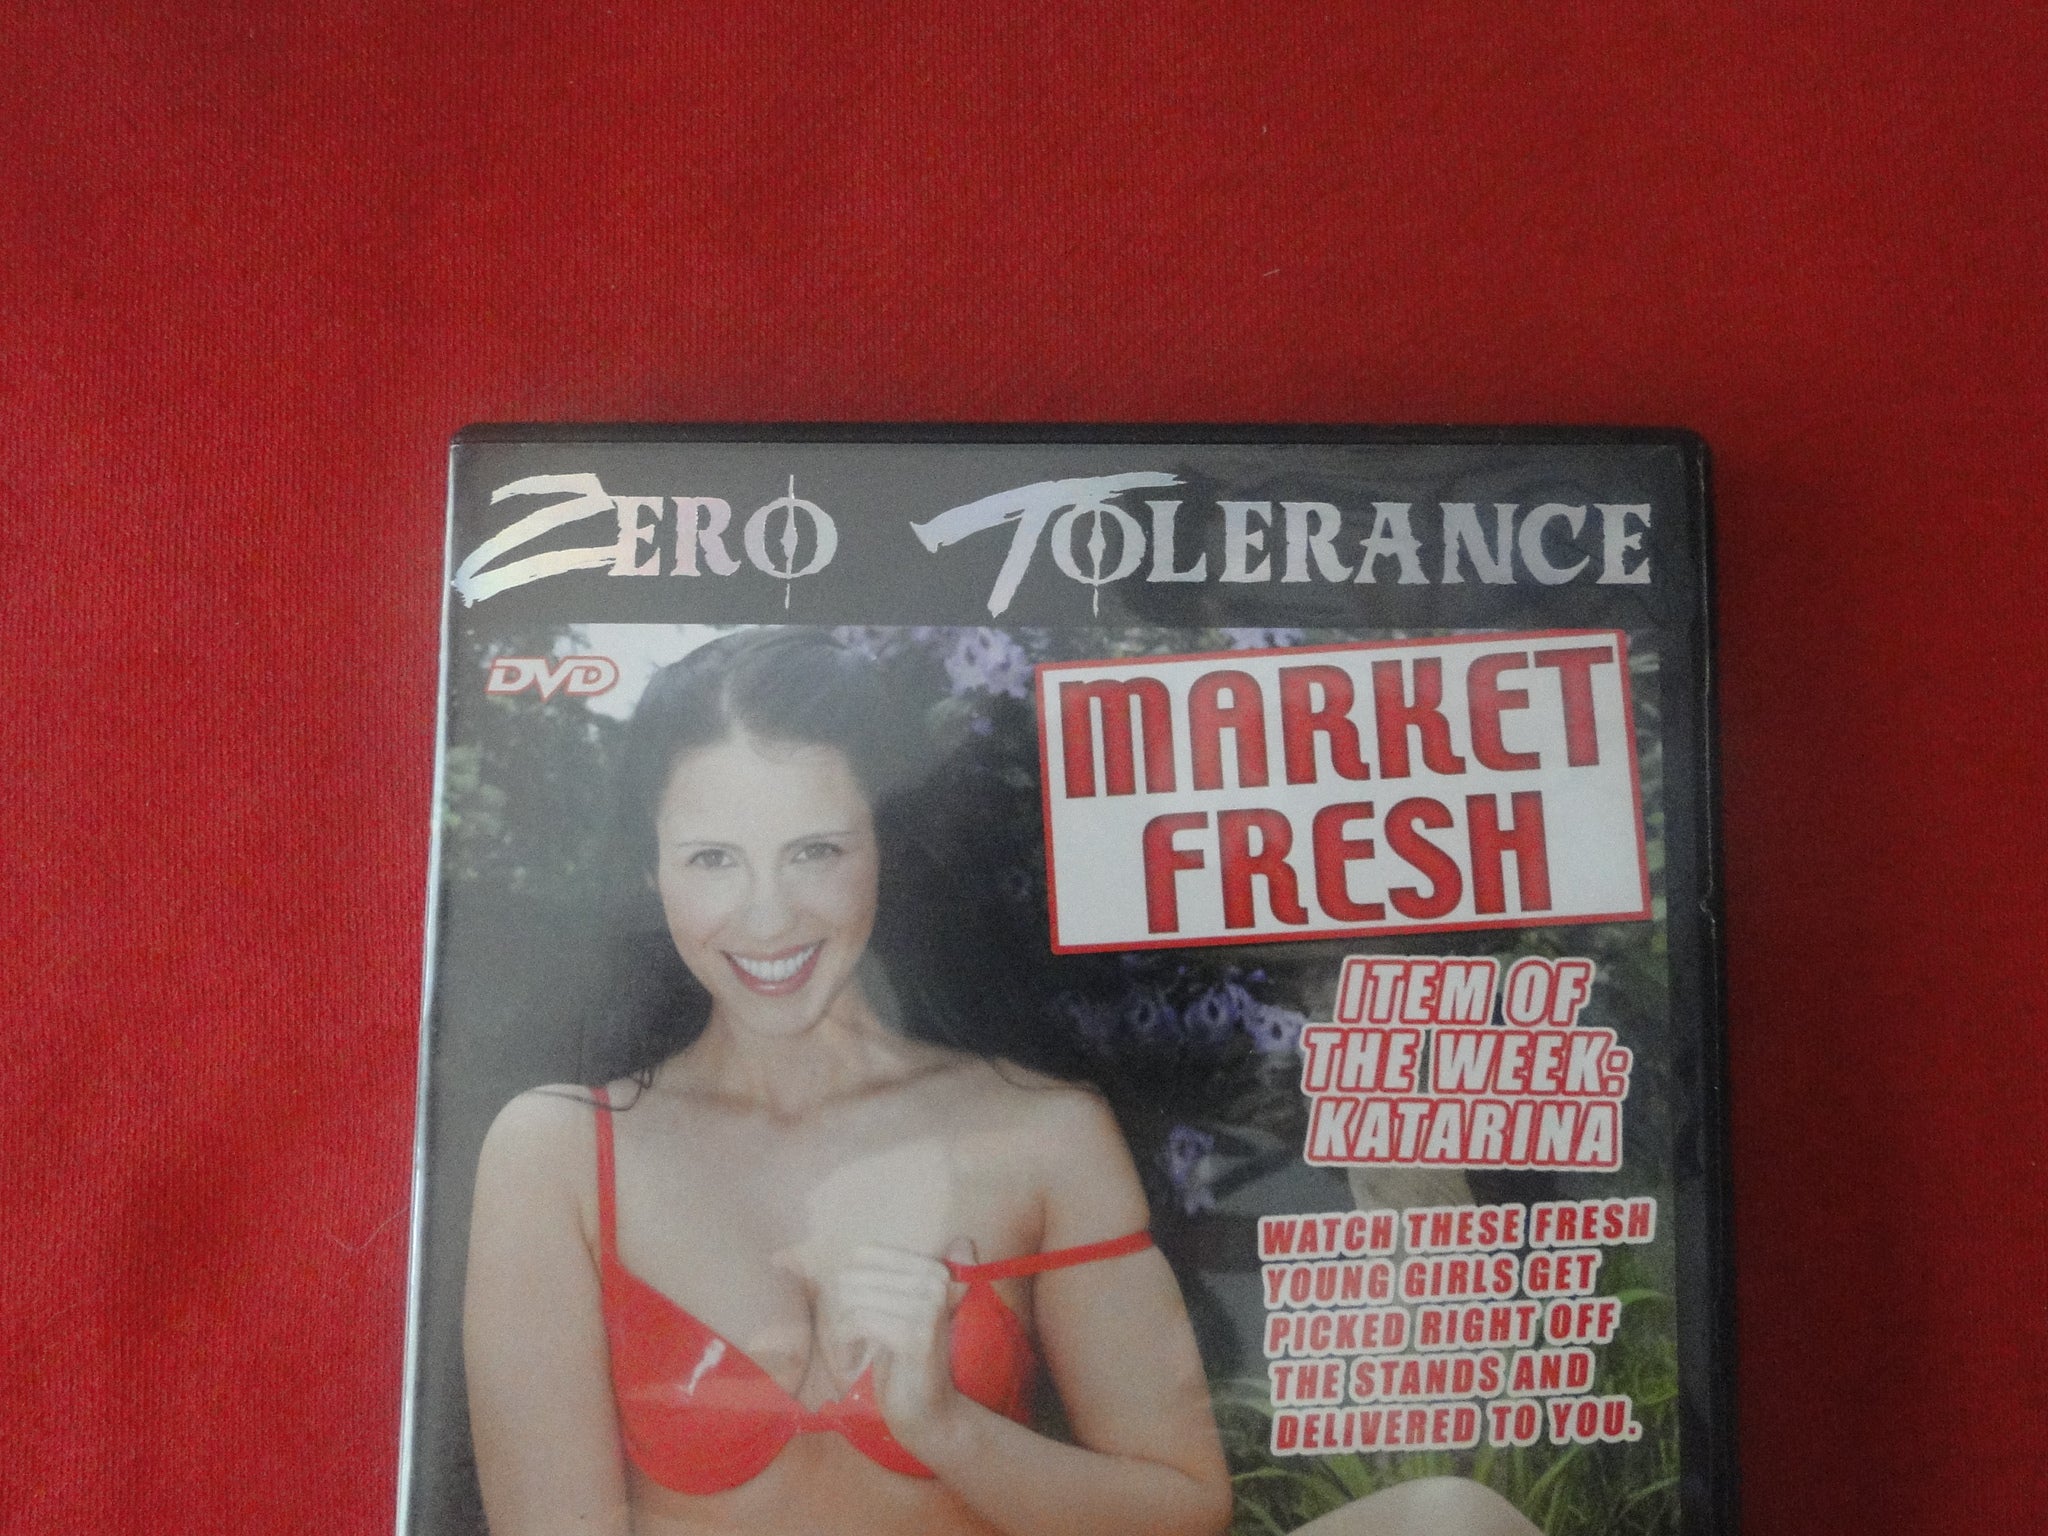 ZERO TOLERANCE
DVD
MARKET
FRESH
ITEM OF
THE WEEK:
KATARINA
WATCH THESE FRESH
YOUNG GIRLS GET
PICKED RIGHT OFF
THE STANDS AND
DELIVERED TO YOU.